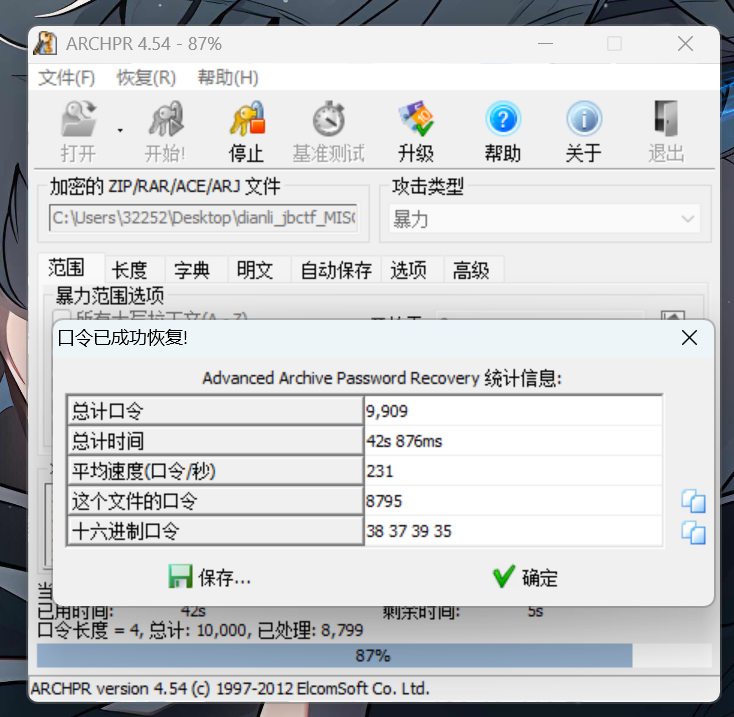 ARCHPR 4.54 - 87%
文件(F) 恢复(R) 帮助(H)
打开 开始! 停止 基准测试 升级 帮助 关于 退出
加密的 ZIP/RAR/ACE/ARJ 文件 攻击类型
C:\Users\32252\Desktop\dianli_jbctf_MISC 暴力
范围 长度 字典 明文 自动保存 选项 高级
暴力范围选项
口令已成功恢复!
Advanced Archive Password Recovery 统计信息:
总计口令 9,909
总计时间 42s 876ms
平均速度(口令/秒) 231
这个文件的口令 8795
十六进制口令 38 37 39 35
保存... 确定
已用时间: 42s 剩余时间: 5s
口令长度 = 4, 总计: 10,000, 已处理: 8,799
87%
ARCHPR version 4.54 (c) 1997-2012 ElcomSoft Co. Ltd.